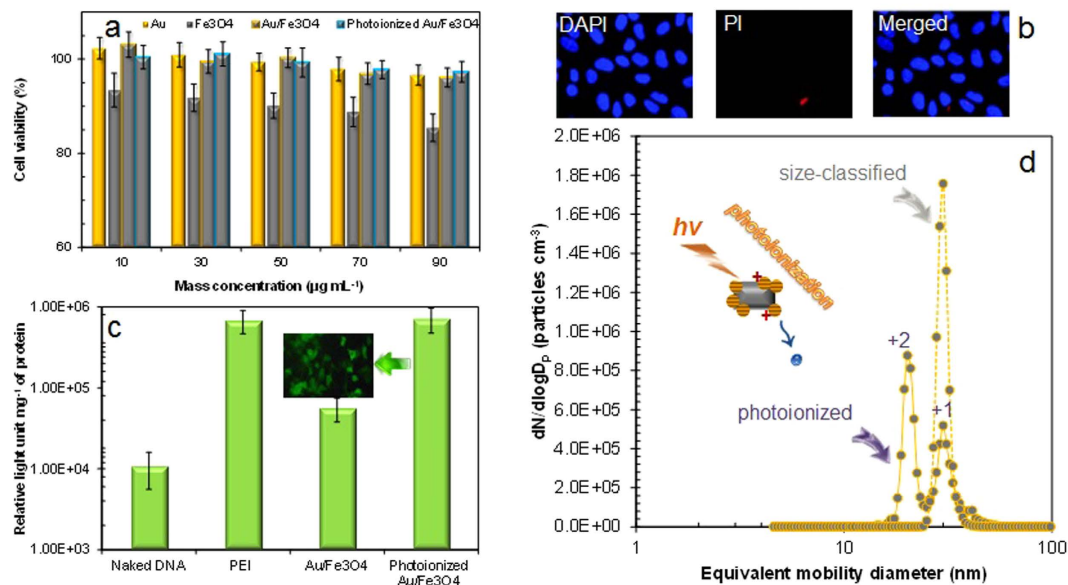 a
Au
Fe3O4
Au/Fe3O4
Photoionized Au/Fe3O4
Cell viability (%)
100
80
60
10 30 50 70 90
Mass concentration (µg mL-1)
DAPI
PI
Merged
b
c
Relative light unit mg-1 of protein
1.00E+06
1.00E+05
1.00E+04
1.00E+03
Naked DNA
PEI
Au/Fe3O4
Photoionized
Au/Fe3O4
d
dN/dlogDp (particles cm-3)
2.0E+06
1.8E+06
1.6E+06
1.4E+06
1.2E+06
1.0E+06
8.0E+05
6.0E+05
4.0E+05
2.0E+05
0.0E+00
size-classified
hv
photoionization
+
+
e
+2
+1
photoionized
1 10 100
Equivalent mobility diameter (nm)